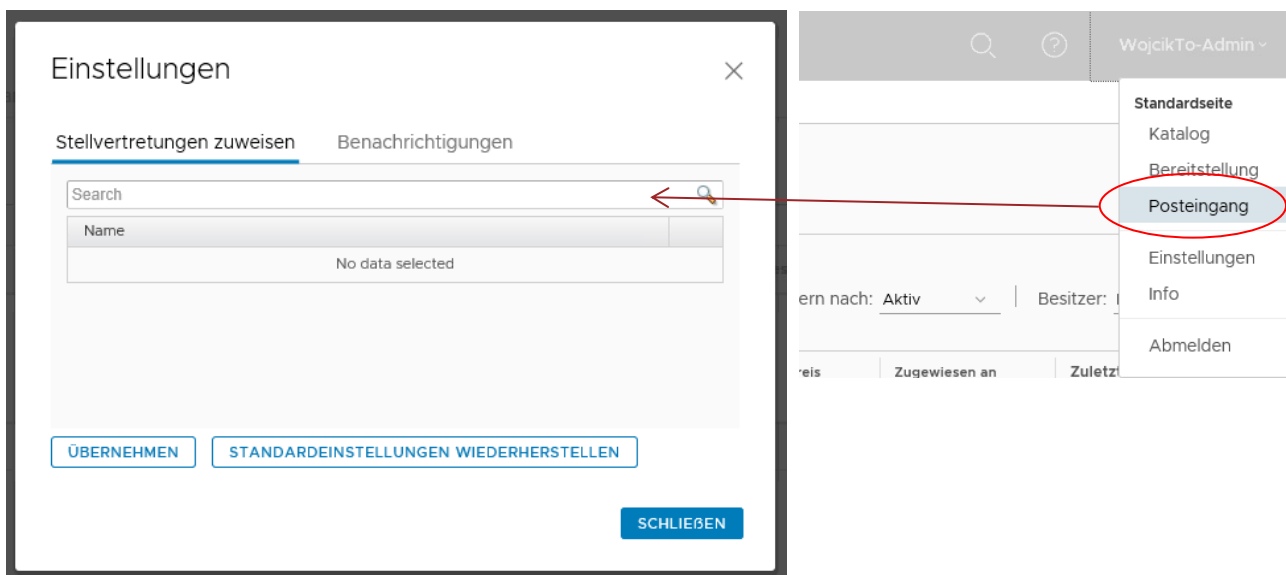 Einstellungen
Stellvertretungen zuweisen Benachrichtigungen
Search
Name
No data selected
ÜBERNEHMEN STANDARDEINSTELLUNGEN WIEDERHERSTELLEN
SCHLIEßEN
WojcikTo-Admin
Standardseite
Katalog
Bereitstellung
Posteingang
Einstellungen
Info
Abmelden
ern nach: Aktiv Besitzer:
reis Zugewiesen an Zuletzt